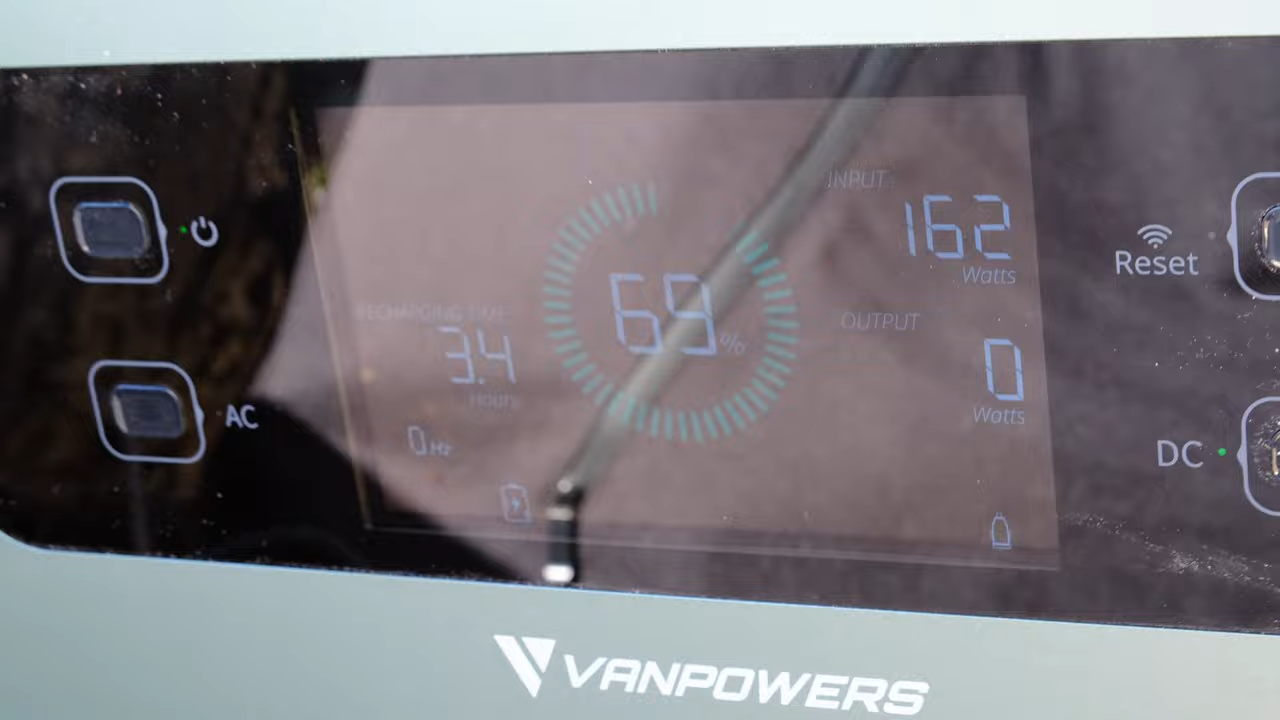 INPUT
162
Watts
Reset
RECHARGING TIME
3.4
HOURS
69%
OUTPUT
0
Watts
AC
0Hz
DC
VANPOWERS